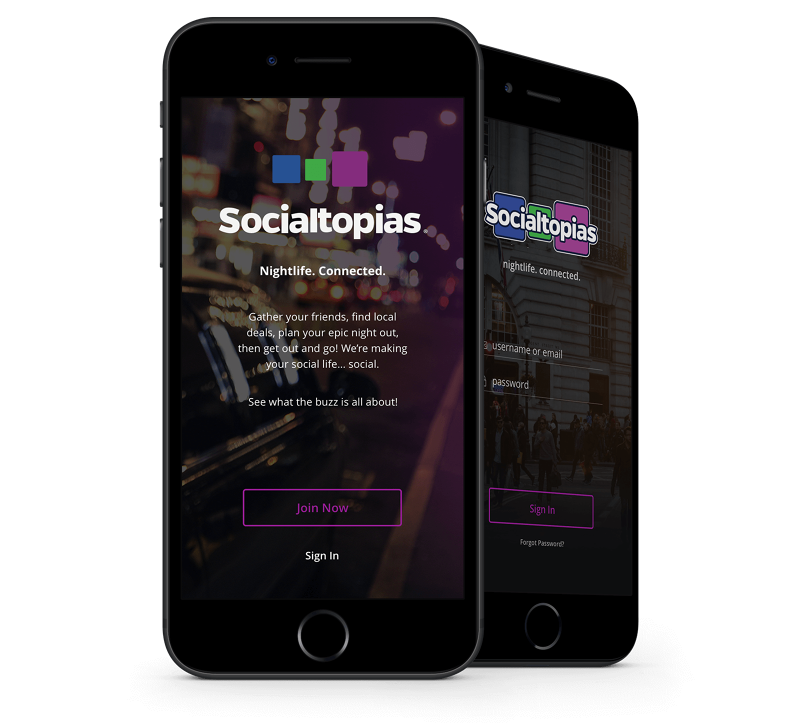 Socialtopias.
Nightlife. Connected.
Gather your friends, find local
deals, plan your epic night out,
then get out and go! We're making
your social life... social.
See what the buzz is all about!
Join Now
Sign In
Socialtopias
nightlife. connected.
username or email
password
Sign In
Forgot Password?